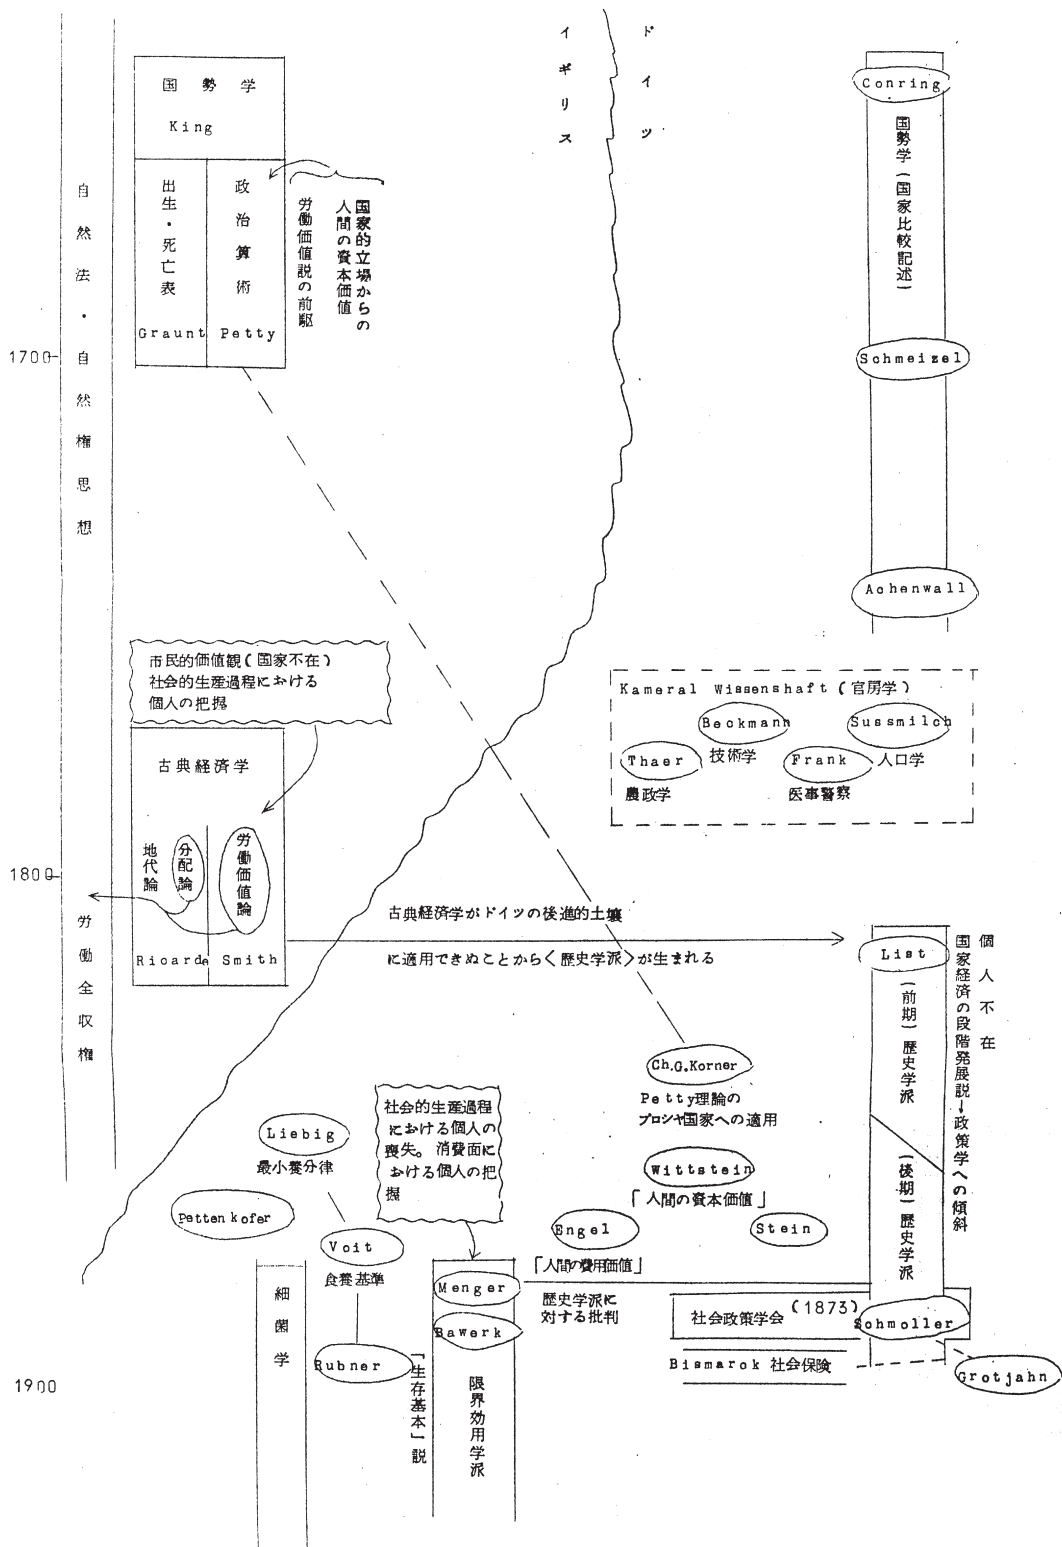 イギリス
ドイツ
国勢学
King
出生・死亡表
Graunt
政治算術
Petty
労働価値説の前駆
国家的立場からの
人間の資本価値
自然法・自然権思想
1700
Conring
国勢学(国家比較記述)
Schmeizel
Achenwall
市民的価値観(国家不在)
社会的生産過程における
個人の把握
Kameral Wissenshaft(官房学)
Beckmann
技術学
Sussmilch
人口学
Thaer
農政学
Frank
医事警察
古典経済学
地代論
分配論
労働価値論
Ricardo
Smith
1800
労働全収権
古典経済学がドイツの後進的土壌
に適用できぬことから<歴史学派>が生まれる
List
(前期)歴史学派
(後期)歴史学派
個人不在
国家経済の段階発展説→政策学への傾斜
Ch.G.Korner
Petty理論の
プロシヤ国家への適用
Wittstein
「人間の資本価値」
Engel
「人間の費用価値」
Stein
社会的生産過程
における個人の
喪失。消費面に
おける個人の把
握
Liebig
最小養分律
Pettenkofer
Voit
食養基準
Rubner
細菌学
Menger
Bawerk
「生存基本」説
限界効用学派
歴史学派に
対する批判
社会政策学会(1873)
Schmoller
Bismarok 社会保険
Grotjahn
1900